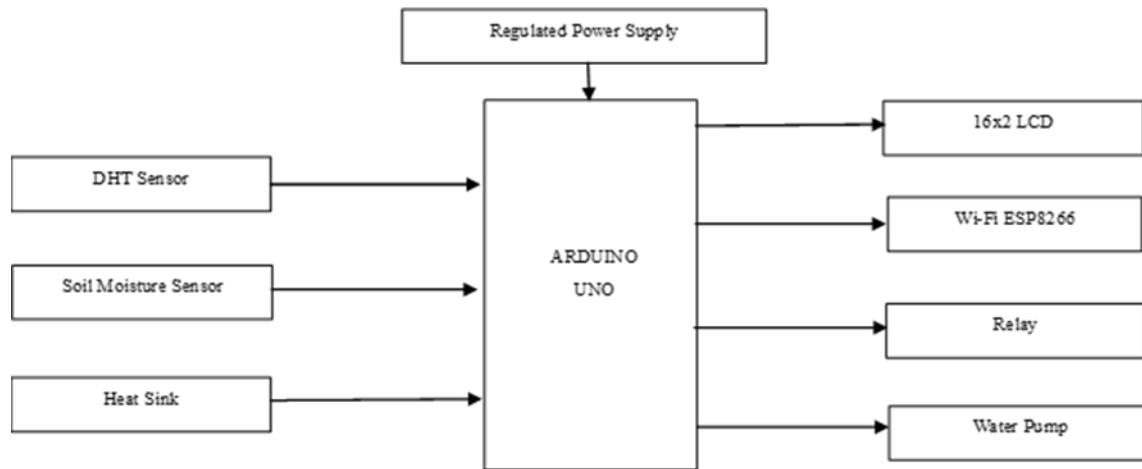 Regulated Power Supply
16x2 LCD
DHT Sensor
Wi-Fi ESP8266
ARDUINO
UNO
Soil Moisture Sensor
Relay
Heat Sink
Water Pump